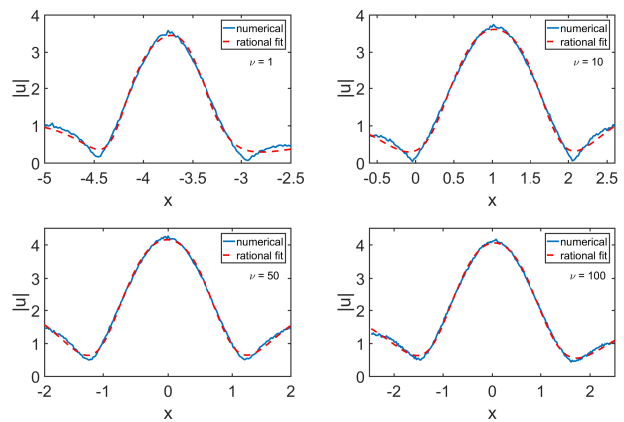 4
3
2
1
0
|u|
-5
-4.5
-4
-3.5
-3
-2.5
x
numerical
rational fit
ν = 1
4
3
2
1
0
|u|
-0.5
0
0.5
1
1.5
2
2.5
x
numerical
rational fit
ν = 10
4
3
2
1
0
|u|
-2
-1
0
1
2
x
numerical
rational fit
ν = 50
4
3
2
1
0
|u|
-2
-1
0
1
2
x
numerical
rational fit
ν = 100